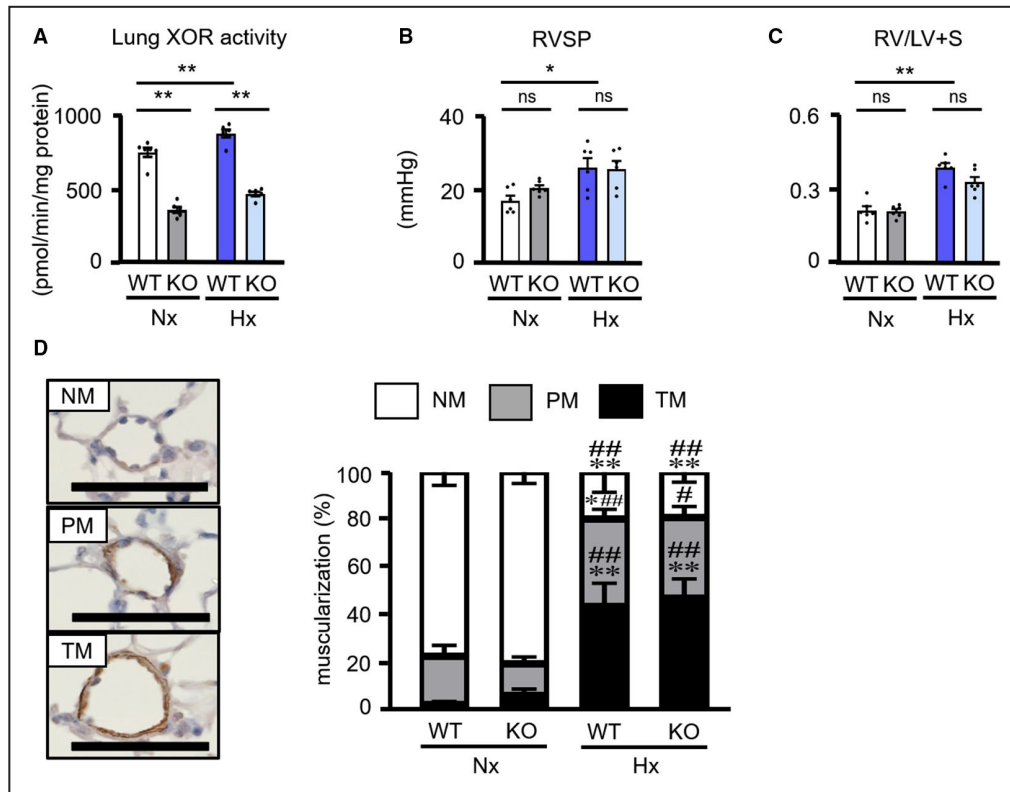 A
Lung XOR activity
**
**
**
(pmol/min/mg protein)
1000
500
0
WT KO
WT KO
Nx
Hx
B
RVSP
*
ns
ns
(mmHg)
40
20
0
WT KO
WT KO
Nx
Hx
C
RV/LV+S
**
ns
ns
0.6
0.3
0
WT KO
WT KO
Nx
Hx
D
NM
PM
TM
NM
PM
TM
muscularization (%)
100
80
60
40
20
0
##
**
*##
##
**
##
**
#
##
**
WT
KO
WT
KO
Nx
Hx